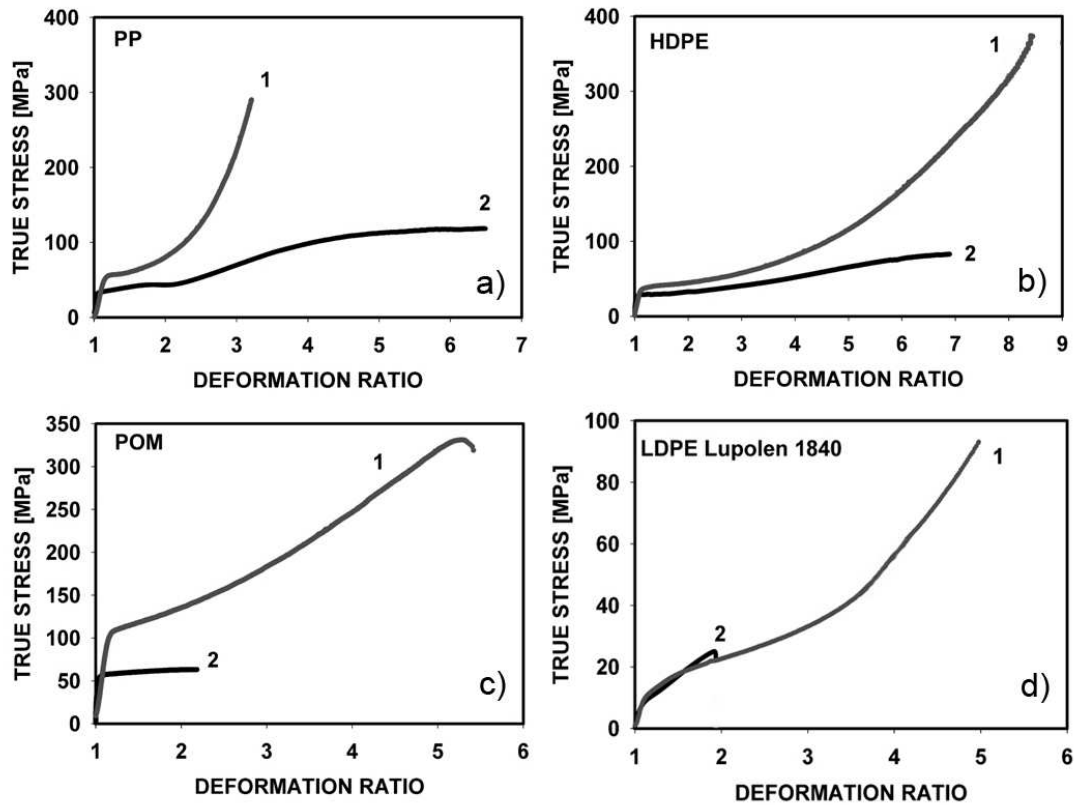 400
PP
1
300
200
2
100
a)
0
1 2 3 4 5 6 7
TRUE STRESS [MPa]
DEFORMATION RATIO
400
HDPE
1
300
200
100
2
b)
0
1 2 3 4 5 6 7 8 9
TRUE STRESS [MPa]
DEFORMATION RATIO
350
POM
300
1
250
200
150
100
2
50
c)
0
1 2 3 4 5 6
TRUE STRESS [MPa]
DEFORMATION RATIO
100
LDPE Lupolen 1840
1
80
60
40
2
20
d)
0
1 2 3 4 5 6
TRUE STRESS [MPa]
DEFORMATION RATIO